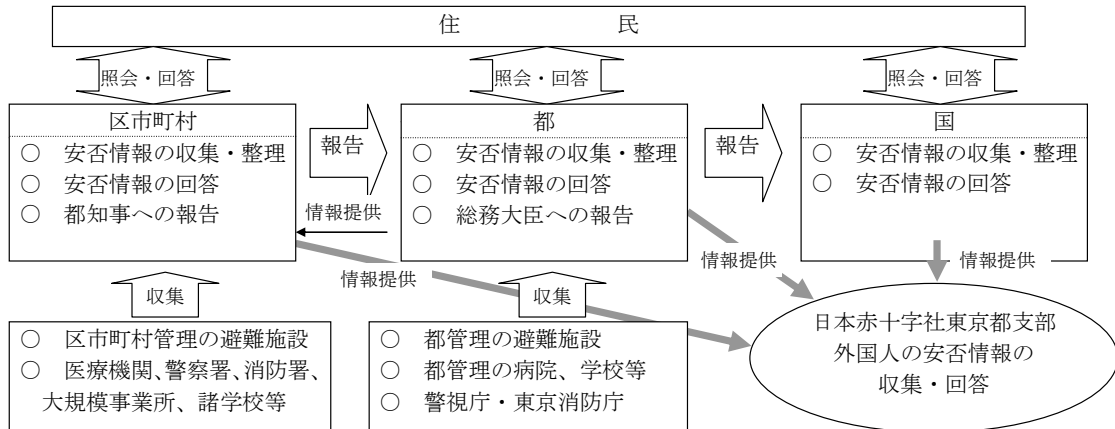 住　　　民
照会・回答
照会・回答
照会・回答
区市町村
○　安否情報の収集・整理
○　安否情報の回答
○　都知事への報告
報告
情報提供
都
○　安否情報の収集・整理
○　安否情報の回答
○　総務大臣への報告
報告
国
○　安否情報の収集・整理
○　安否情報の回答
情報提供
情報提供
情報提供
収集
収集
○　区市町村管理の避難施設
○　医療機関、警察署、消防署、
大規模事業所、諸学校等
○　都管理の避難施設
○　都管理の病院、学校等
○　警視庁・東京消防庁
日本赤十字社東京都支部
外国人の安否情報の
収集・回答